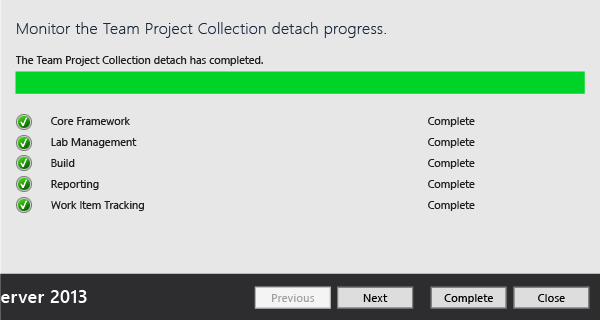 Monitor the Team Project Collection detach progress.
The Team Project Collection detach has completed.
Core Framework Complete
Lab Management Complete
Build Complete
Reporting Complete
Work Item Tracking Complete
erver 2013 Previous Next Complete Close